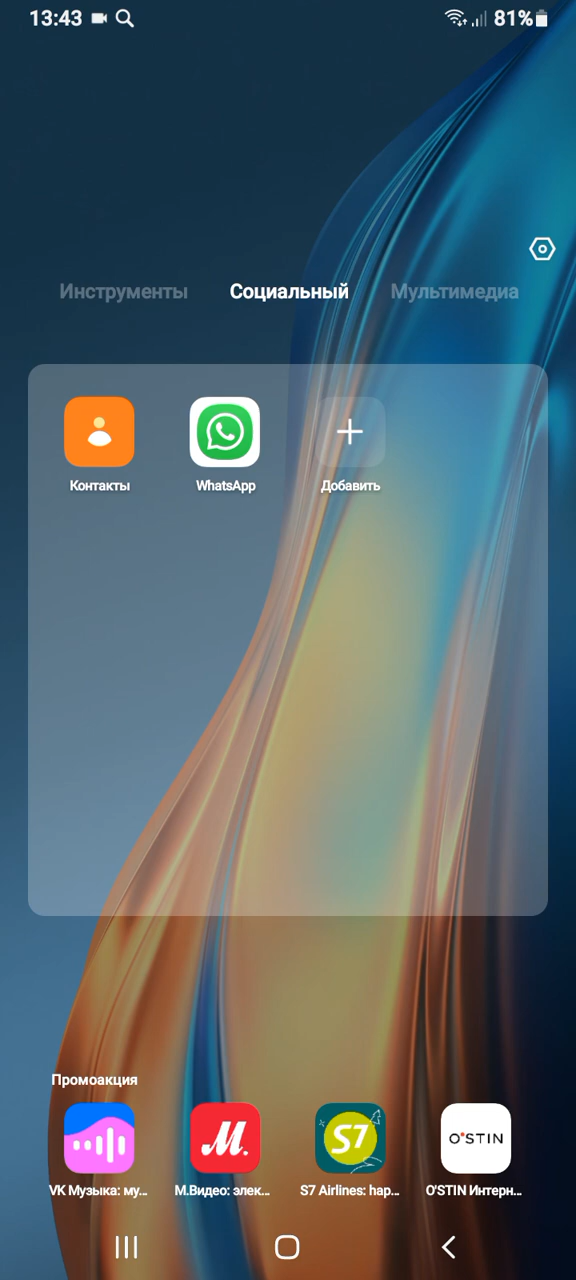 13:43
81%
Инструменты
Социальный
Мультимедиа
Контакты
WhatsApp
Добавить
Промоакция
M.
S7
O'STIN
VK Музыка: му...
М.Видео: элек...
S7 Airlines: нар...
O'STIN Интерн...